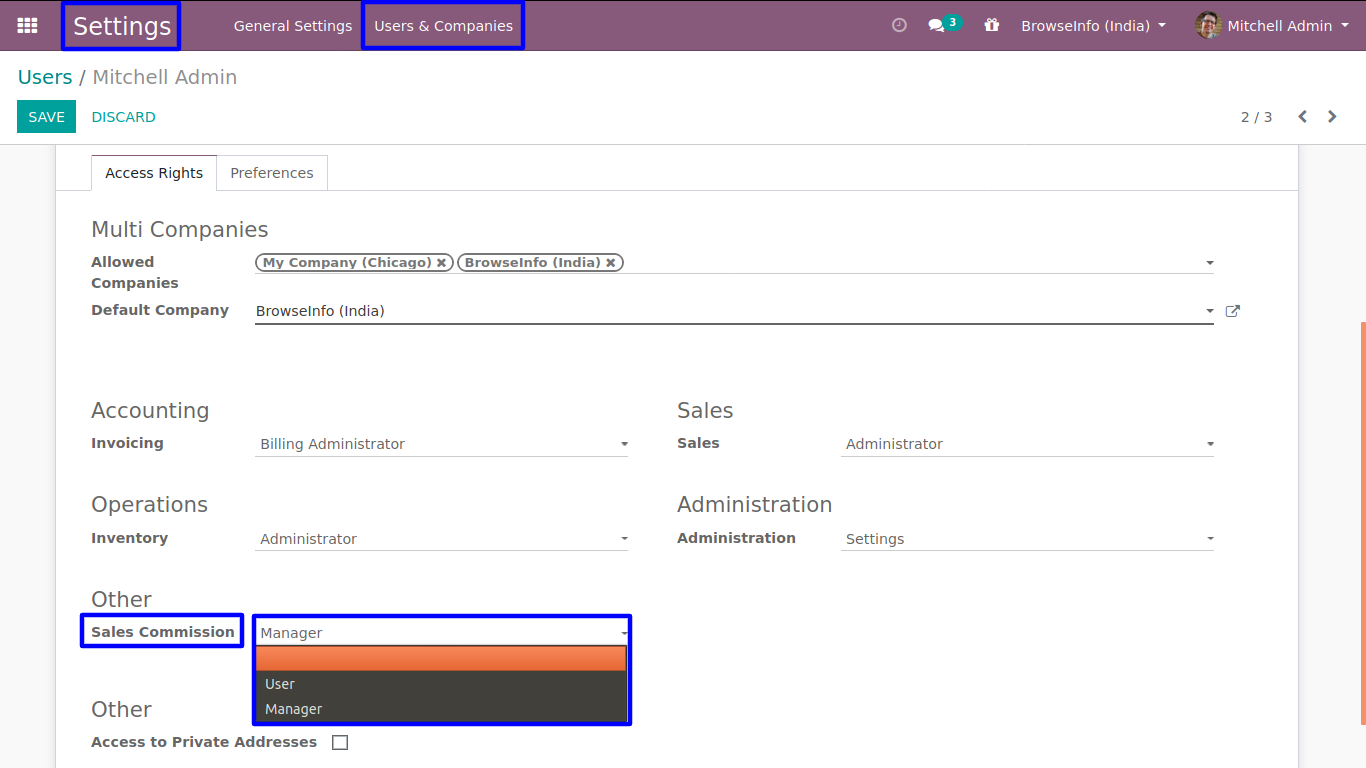 Settings General Settings Users & Companies 3 BrowseInfo (India) Mitchell Admin
Users / Mitchell Admin
SAVE DISCARD 2 / 3
Access Rights Preferences
Multi Companies
Allowed Companies My Company (Chicago) ✖ BrowseInfo (India) ✖
Default Company BrowseInfo (India)
Accounting Sales
Invoicing Billing Administrator Sales Administrator
Operations Administration
Inventory Administrator Administration Settings
Other
Sales Commission Manager
User
Manager
Other
Access to Private Addresses